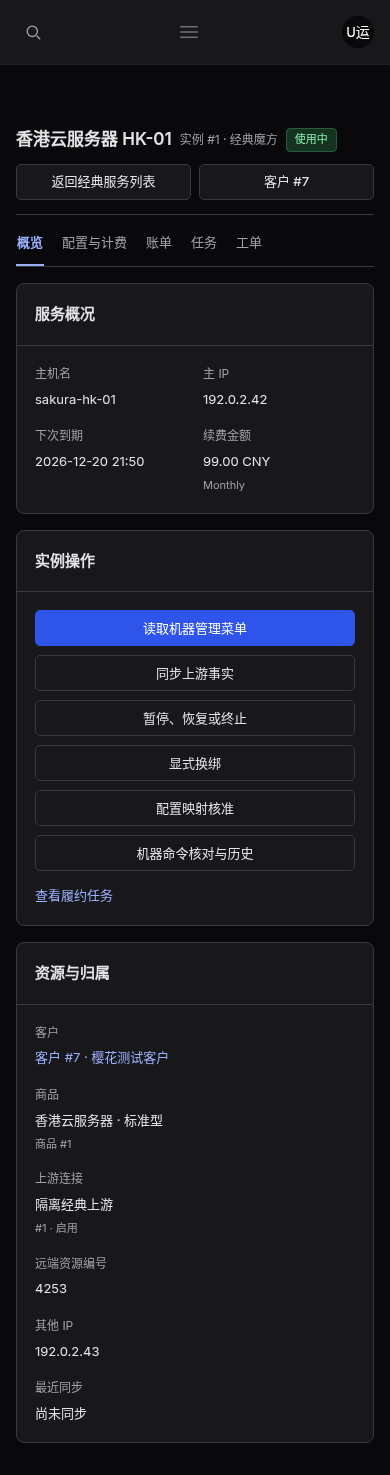 U运
香港云服务器 HK-01 实例 #1 · 经典魔方 使用中
返回经典服务列表 客户 #7
概览 配置与计费 账单 任务 工单
服务概况
主机名 主 IP
sakura-hk-01 192.0.2.42
下次到期 续费金额
2026-12-20 21:50 99.00 CNY
Monthly
实例操作
读取机器管理菜单
同步上游事实
暂停、恢复或终止
显式换绑
配置映射核准
机器命令核对与历史
查看履约任务
资源与归属
客户
客户 #7 · 樱花测试客户
商品
香港云服务器 · 标准型
商品 #1
上游连接
隔离经典上游
#1 · 启用
远端资源编号
4253
其他 IP
192.0.2.43
最近同步
尚未同步